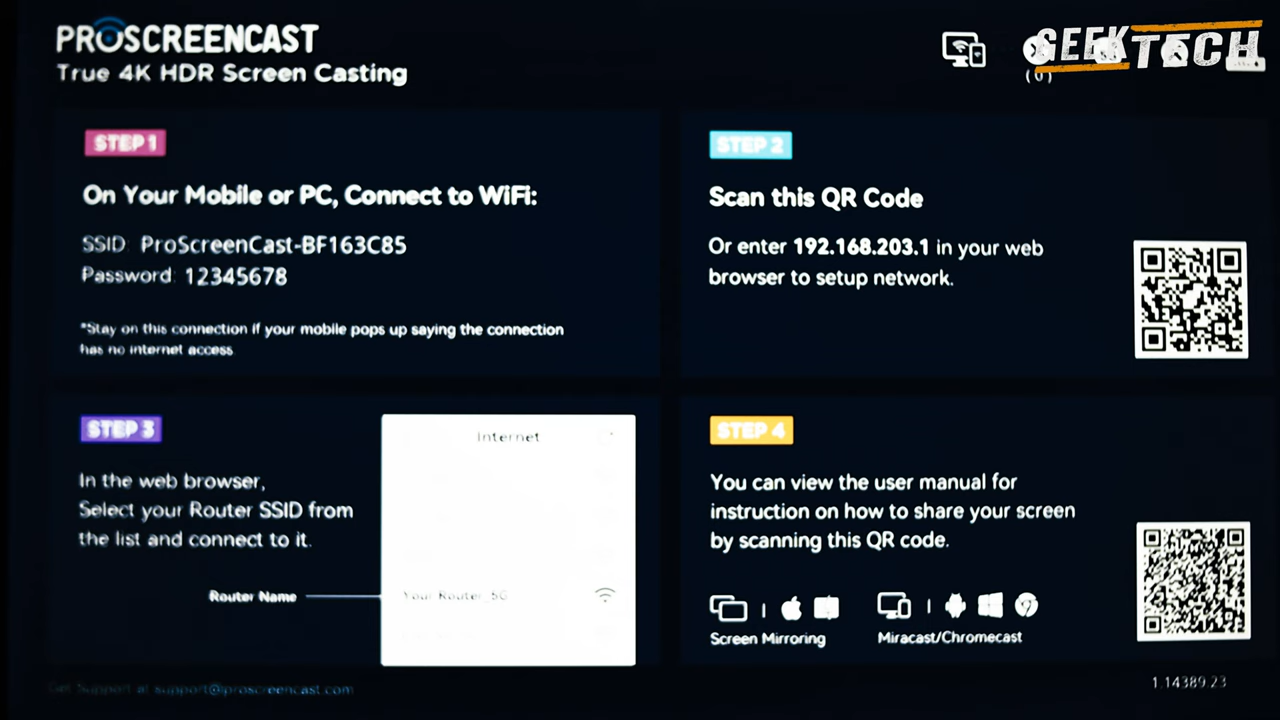 PROSCREENCAST
True 4K HDR Screen Casting
GEEK TECH
(0)
STEP 1
On Your Mobile or PC, Connect to WiFi:
SSID: ProScreenCast-BF163C85
Password: 12345678
*Stay on this connection if your mobile pops up saying the connection
has no internet access
STEP 2
Scan this QR Code
Or enter 192.168.203.1 in your web
browser to setup network.
STEP 3
In the web browser,
Select your Router SSID from
the list and connect to it.
Router Name
Internet
Your Router_5G
STEP 4
You can view the user manual for
instruction on how to share your screen
by scanning this QR code.
Screen Mirroring
Miracast/Chromecast
Get Support at support@iproscreencast.com
1.14389.23